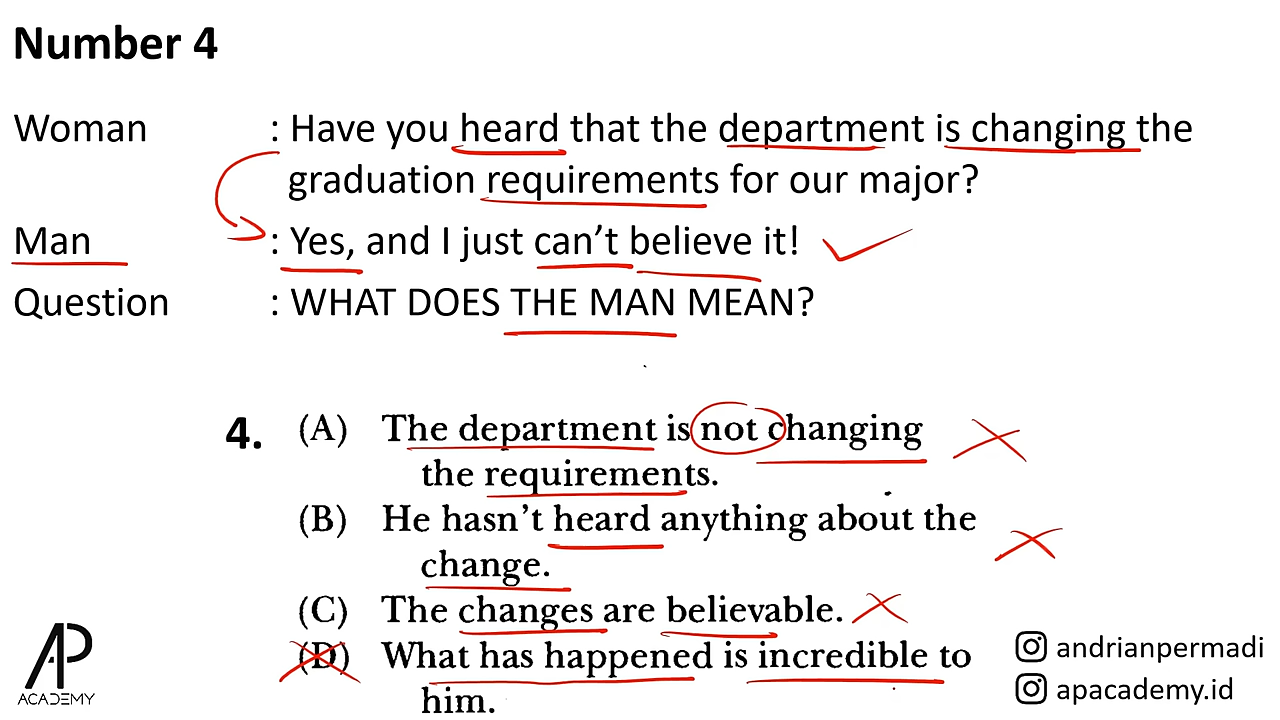 Number 4
Woman : Have you heard that the department is changing the
graduation requirements for our major?
Man : Yes, and I just can’t believe it!
Question : WHAT DOES THE MAN MEAN?
4. (A) The department is not changing
the requirements.
(B) He hasn’t heard anything about the
change.
(C) The changes are believable.
(D) What has happened is incredible to
him.
AP
ACADEMY
andrianpermadi
apacademy.id